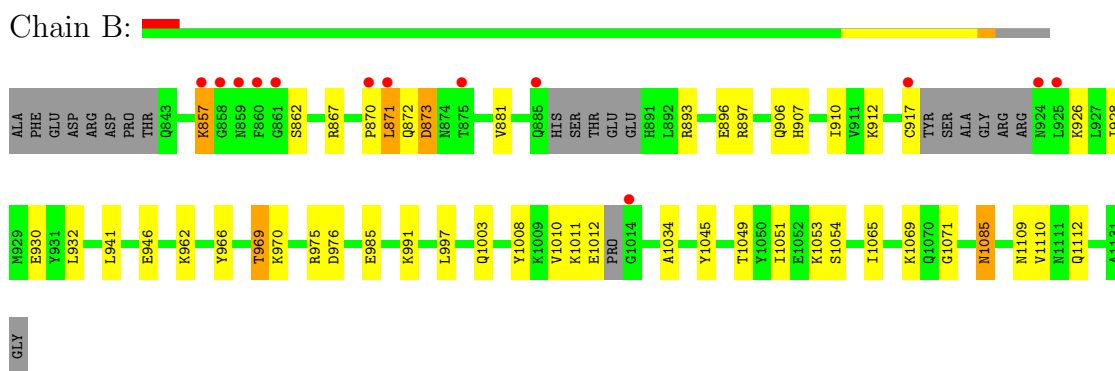 Chain B:
ALA PHE GLU ASP ARG ASP PRO THR Q843 K857 G858 N859 F860 G861 S862 R867 P870 L871 Q872 D873 N874 T875 V881 Q885 HIS SER THR GLU GLU H891 L892 R893 E896 R897 Q906 H907 I910 V911 K912 C917 TYR SER ALA GLY ARG ARG N924 L925 K926 L927
M929 E930 Y931 L932 L941 E946 K962 Y966 T969 K970 R975 D976 E985 K991 L997 Q1003 Y1008 K1009 V1010 K1011 E1012 PRO G1014 A1034 Y1045 T1049 Y1050 I1051 E1052 K1053 S1054 I1065 K1069 Q1070 G1071 N1085 N1109 V1110 N1111 Q1112 A1131
GLY